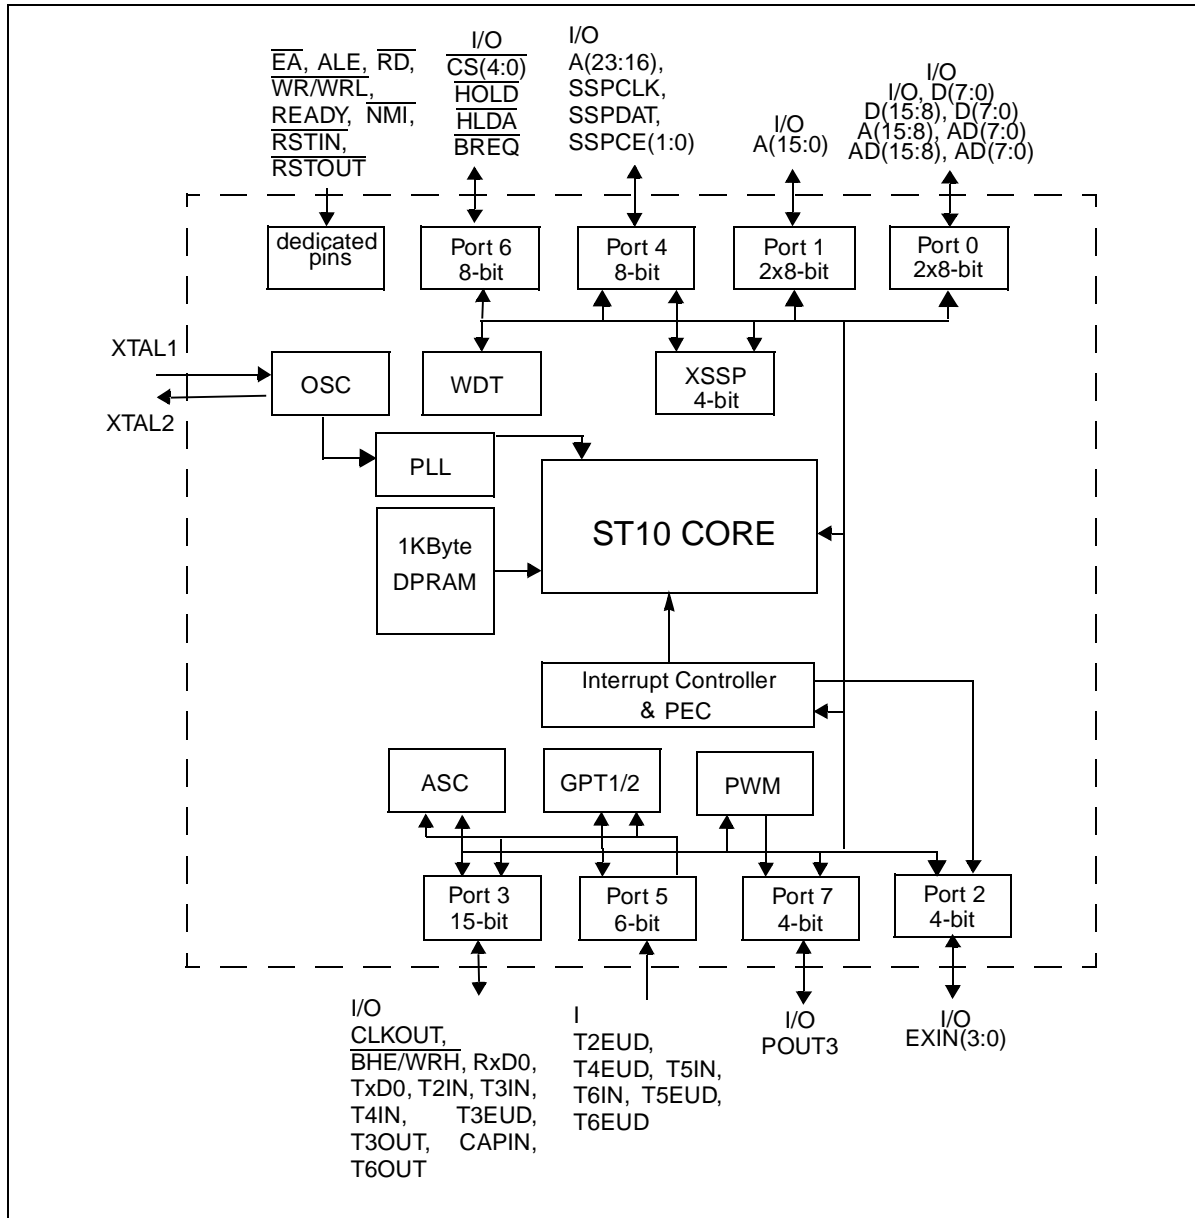 EA, ALE, RD,
WR/WRL,
READY, NMI,
RSTIN,
RSTOUT
I/O
CS(4:0)
HOLD
HLDA
BREQ
I/O
A(23:16),
SSPCLK,
SSPDAT,
SSPCE(1:0)
I/O
A(15:0)
I/O
I/O, D(7:0)
D(15:8), D(7:0)
A(15:8), AD(7:0)
AD(15:8), AD(7:0)
dedicated
pins
Port 6
8-bit
Port 4
8-bit
Port 1
2x8-bit
Port 0
2x8-bit
XTAL1
XTAL2
OSC
WDT
XSSP
4-bit
PLL
ST10 CORE
1KByte
DPRAM
Interrupt Controller
& PEC
ASC
GPT1/2
PWM
Port 3
15-bit
Port 5
6-bit
Port 7
4-bit
Port 2
4-bit
I/O
CLKOUT,
BHE/WRH, RxD0,
TxD0, T2IN, T3IN,
T4IN, T3EUD,
T3OUT, CAPIN,
T6OUT
I
T2EUD,
T4EUD, T5IN,
T6IN, T5EUD,
T6EUD
I/O
POUT3
I/O
EXIN(3:0)